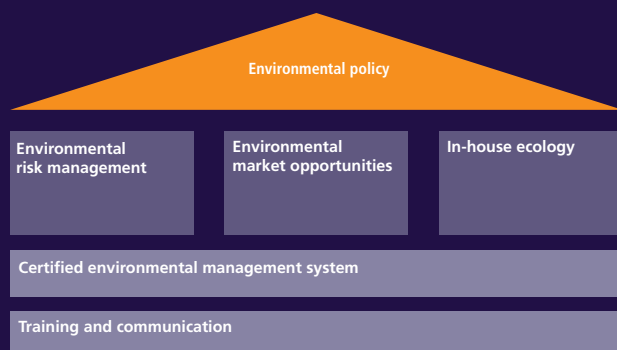 Environmental policy
Environmental
risk management
Environmental
market opportunities
In-house ecology
Certified environmental management system
Training and communication